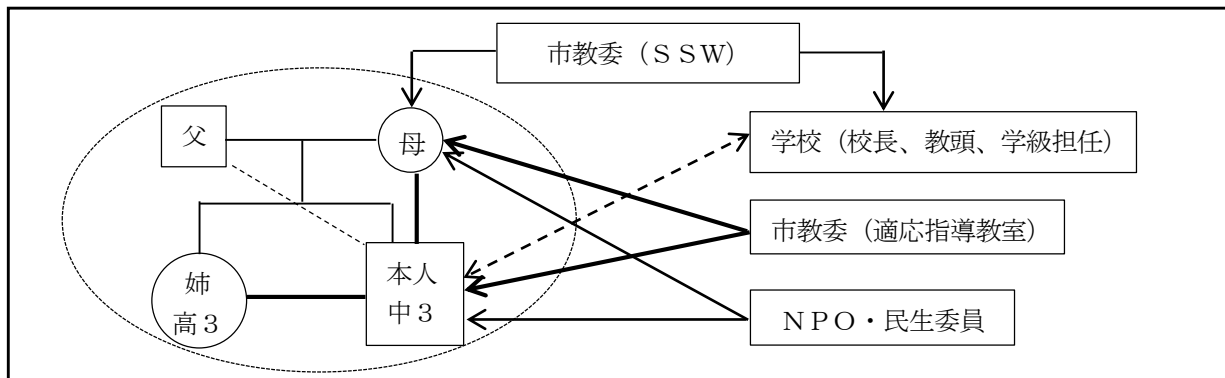 市教委（ＳＳＷ）
父
母
学校（校長、教頭、学級担任）
市教委（適応指導教室）
姉
高３
本人
中３
ＮＰＯ・民生委員